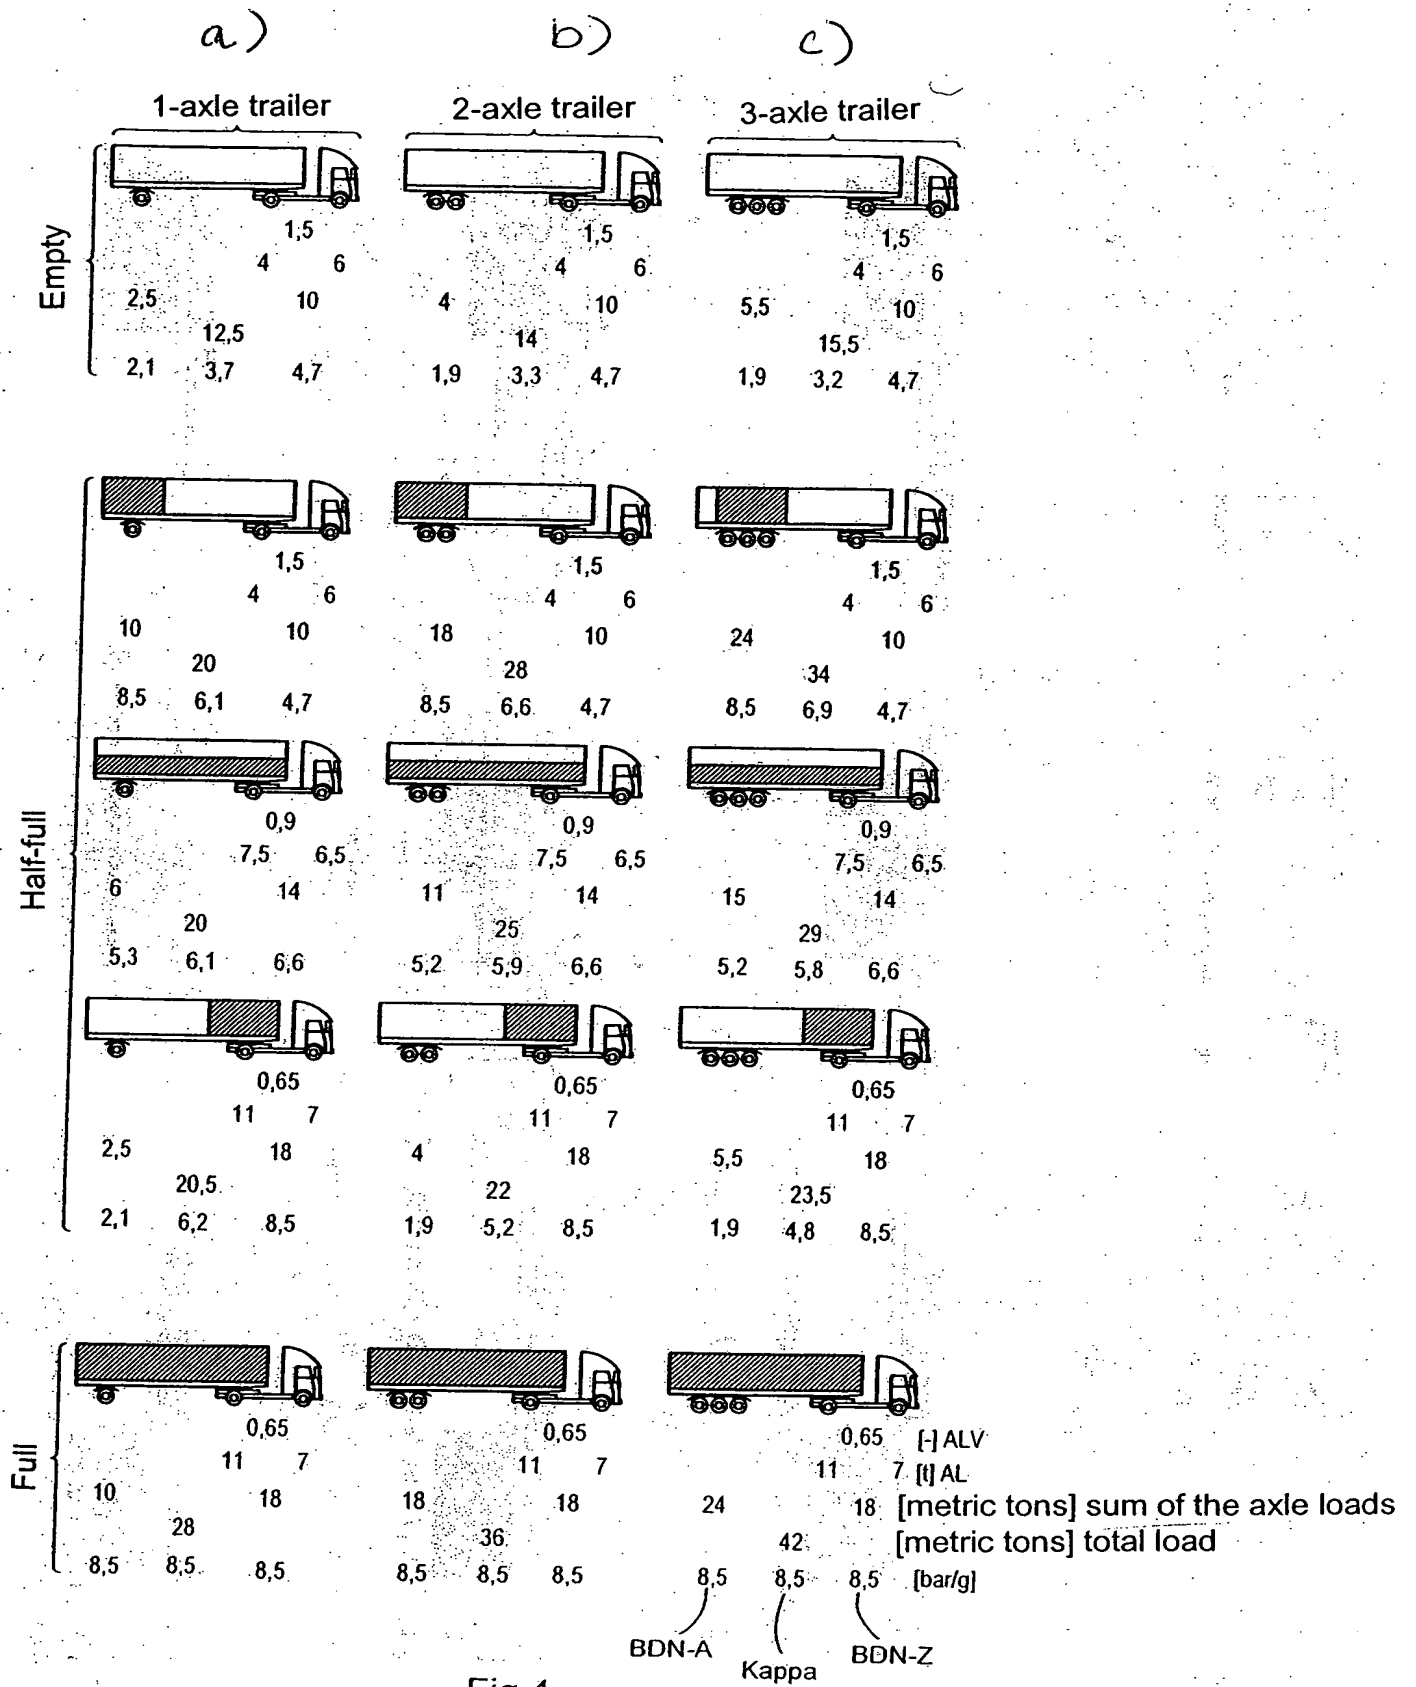 a) b) c)
1-axle trailer 2-axle trailer 3-axle trailer
Empty
1,5 1,5 1,5
4 6 4 6 4 6
2,5 10 4 10 5,5 10
12,5 14 15,5
2,1 3,7 4,7 1,9 3,3 4,7 1,9 3,2 4,7
Half-full
1,5 1,5 1,5
4 6 4 6 4 6
10 10 18 10 24 10
20 28 34
8,5 6,1 4,7 8,5 6,6 4,7 8,5 6,9 4,7
0,9 0,9 0,9
7,5 6,5 7,5 6,5 7,5 6,5
6 14 11 14 15 14
20 25 29
5,3 6,1 6,6 5,2 5,9 6,6 5,2 5,8 6,6
0,65 0,65 0,65
11 7 11 7 11 7
2,5 18 4 18 5,5 18
20,5 22 23,5
2,1 6,2 8,5 1,9 5,2 8,5 1,9 4,8 8,5
Full
0,65 0,65 0,65 [-] ALV
11 7 11 7 11 7 [t] AL
10 18 18 18 24 18 [metric tons] sum of the axle loads
28 36 42 [metric tons] total load
8,5 8,5 8,5 8,5 8,5 8,5 8,5 8,5 8,5 [bar/g]
BDN-A Kappa BDN-Z